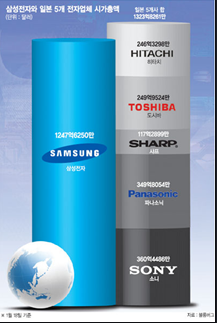 삼성전자와 일본 5개 전자업체 시가총액
(단위 : 달러)
일본 5개사 합
1323억8261만
246억3298만
HITACHI
히타치
249억9524만
TOSHIBA
도시바
1247억6250만
SAMSUNG
삼성전자
117억2899만
SHARP
샤프
349억8054만
Panasonic
파나소닉
360억4486만
SONY
소니
※ 1월 18일 기준
자료 : 블룸버그